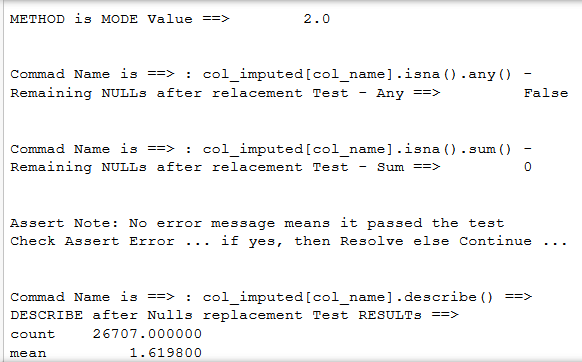 METHOD is MODE Value ==> 2.0
Commad Name is ==> : col_imputed[col_name].isna().any() -
Remaining NULLs after relacement Test - Any ==> False
Commad Name is ==> : col_imputed[col_name].isna().sum() -
Remaining NULLs after relacement Test - Sum ==> 0
Assert Note: No error message means it passed the test
Check Assert Error ... if yes, then Resolve else Continue ...
Commad Name is ==> : col_imputed[col_name].describe() ==>
DESCRIBE after Nulls replacement Test RESULTs ==>
count 26707.000000
mean 1.619800